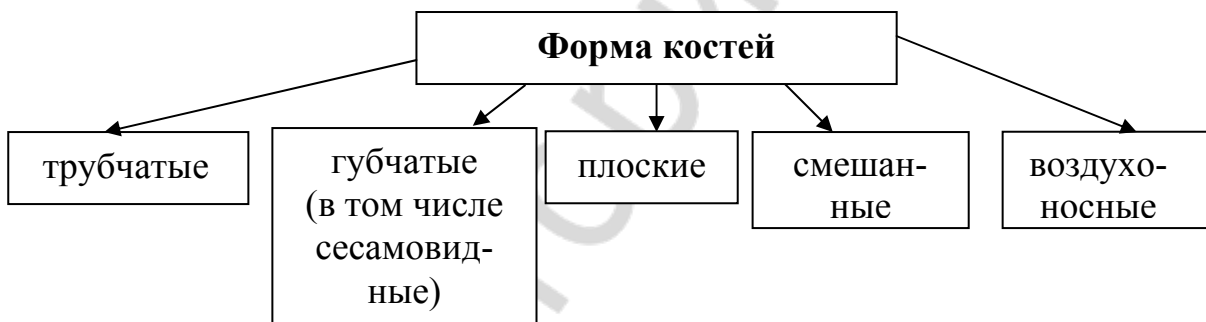 Форма костей
трубчатые
губчатые
(в том числе
сесамовид-
ные)
плоские
смешан-
ные
воздухо-
носные